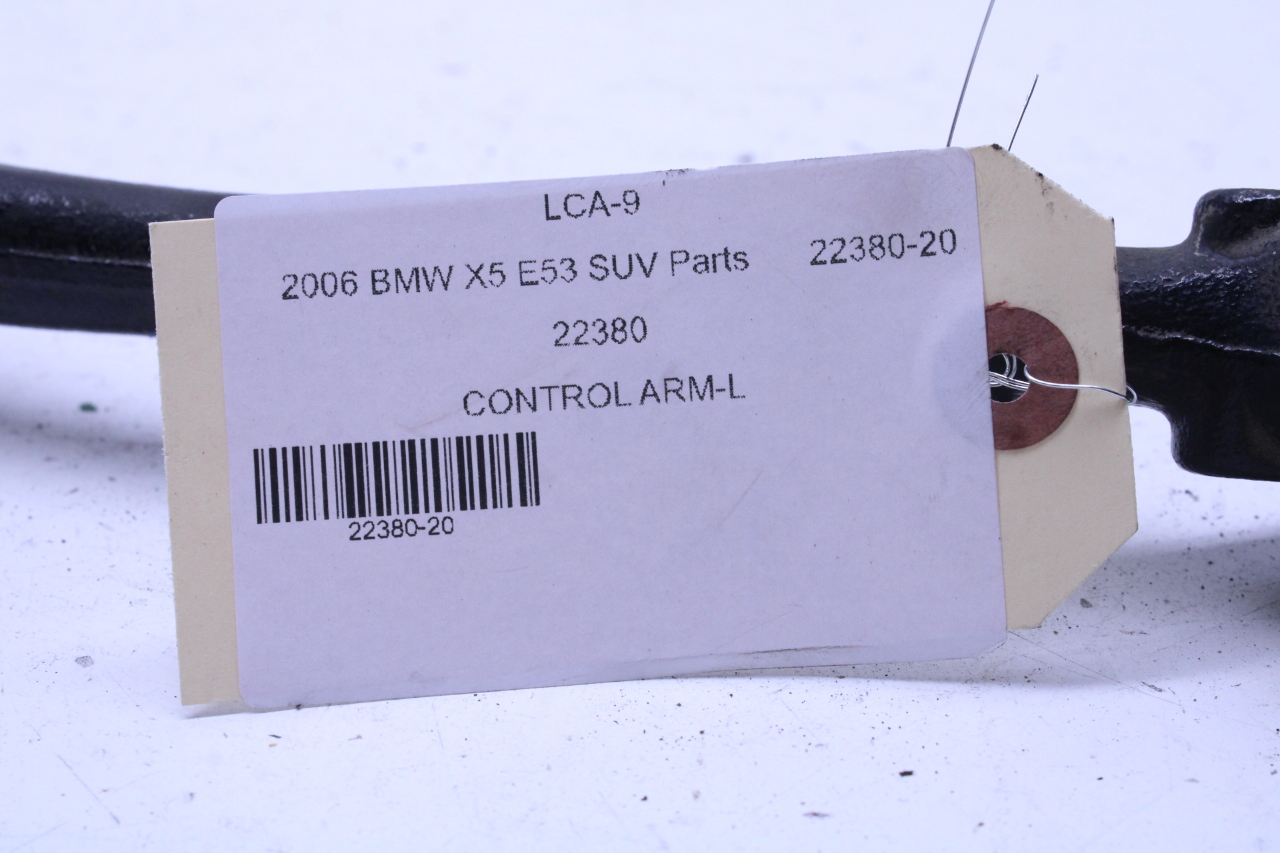 LCA-9
2006 BMW X5 E53 SUV Parts 22380-20
22380
CONTROL ARM-L
22380-20